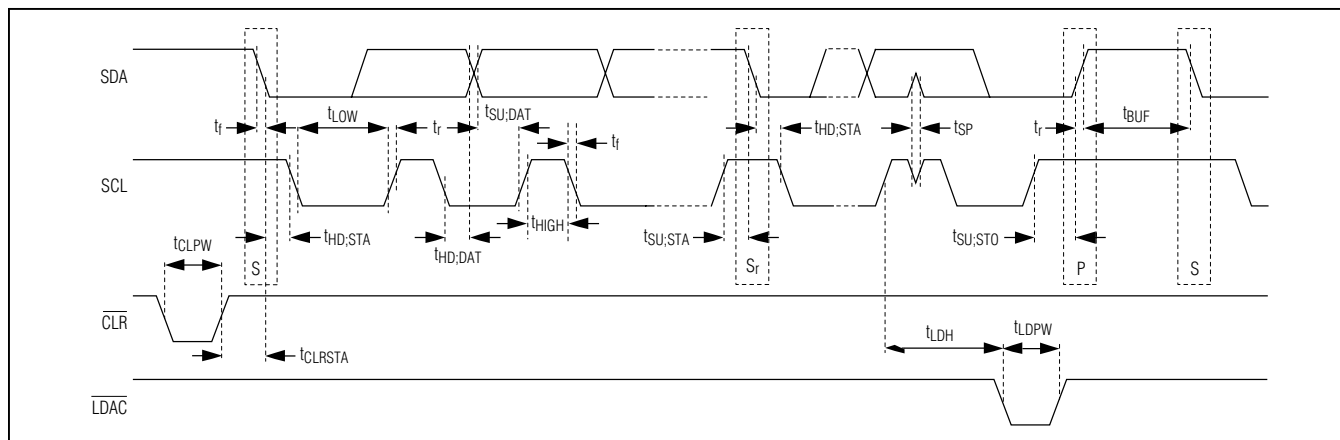 SDA
tf
tLOW
tr
tSU;DAT
tf
tHD;STA
tSP
tr
tBUF
SCL
tHD;STA
tHD;DAT
tHIGH
tSU;STA
tSU;STO
tCLPW
S
Sr
P
S
CLR
tCLRSTA
tLDH
tLDPW
LDAC